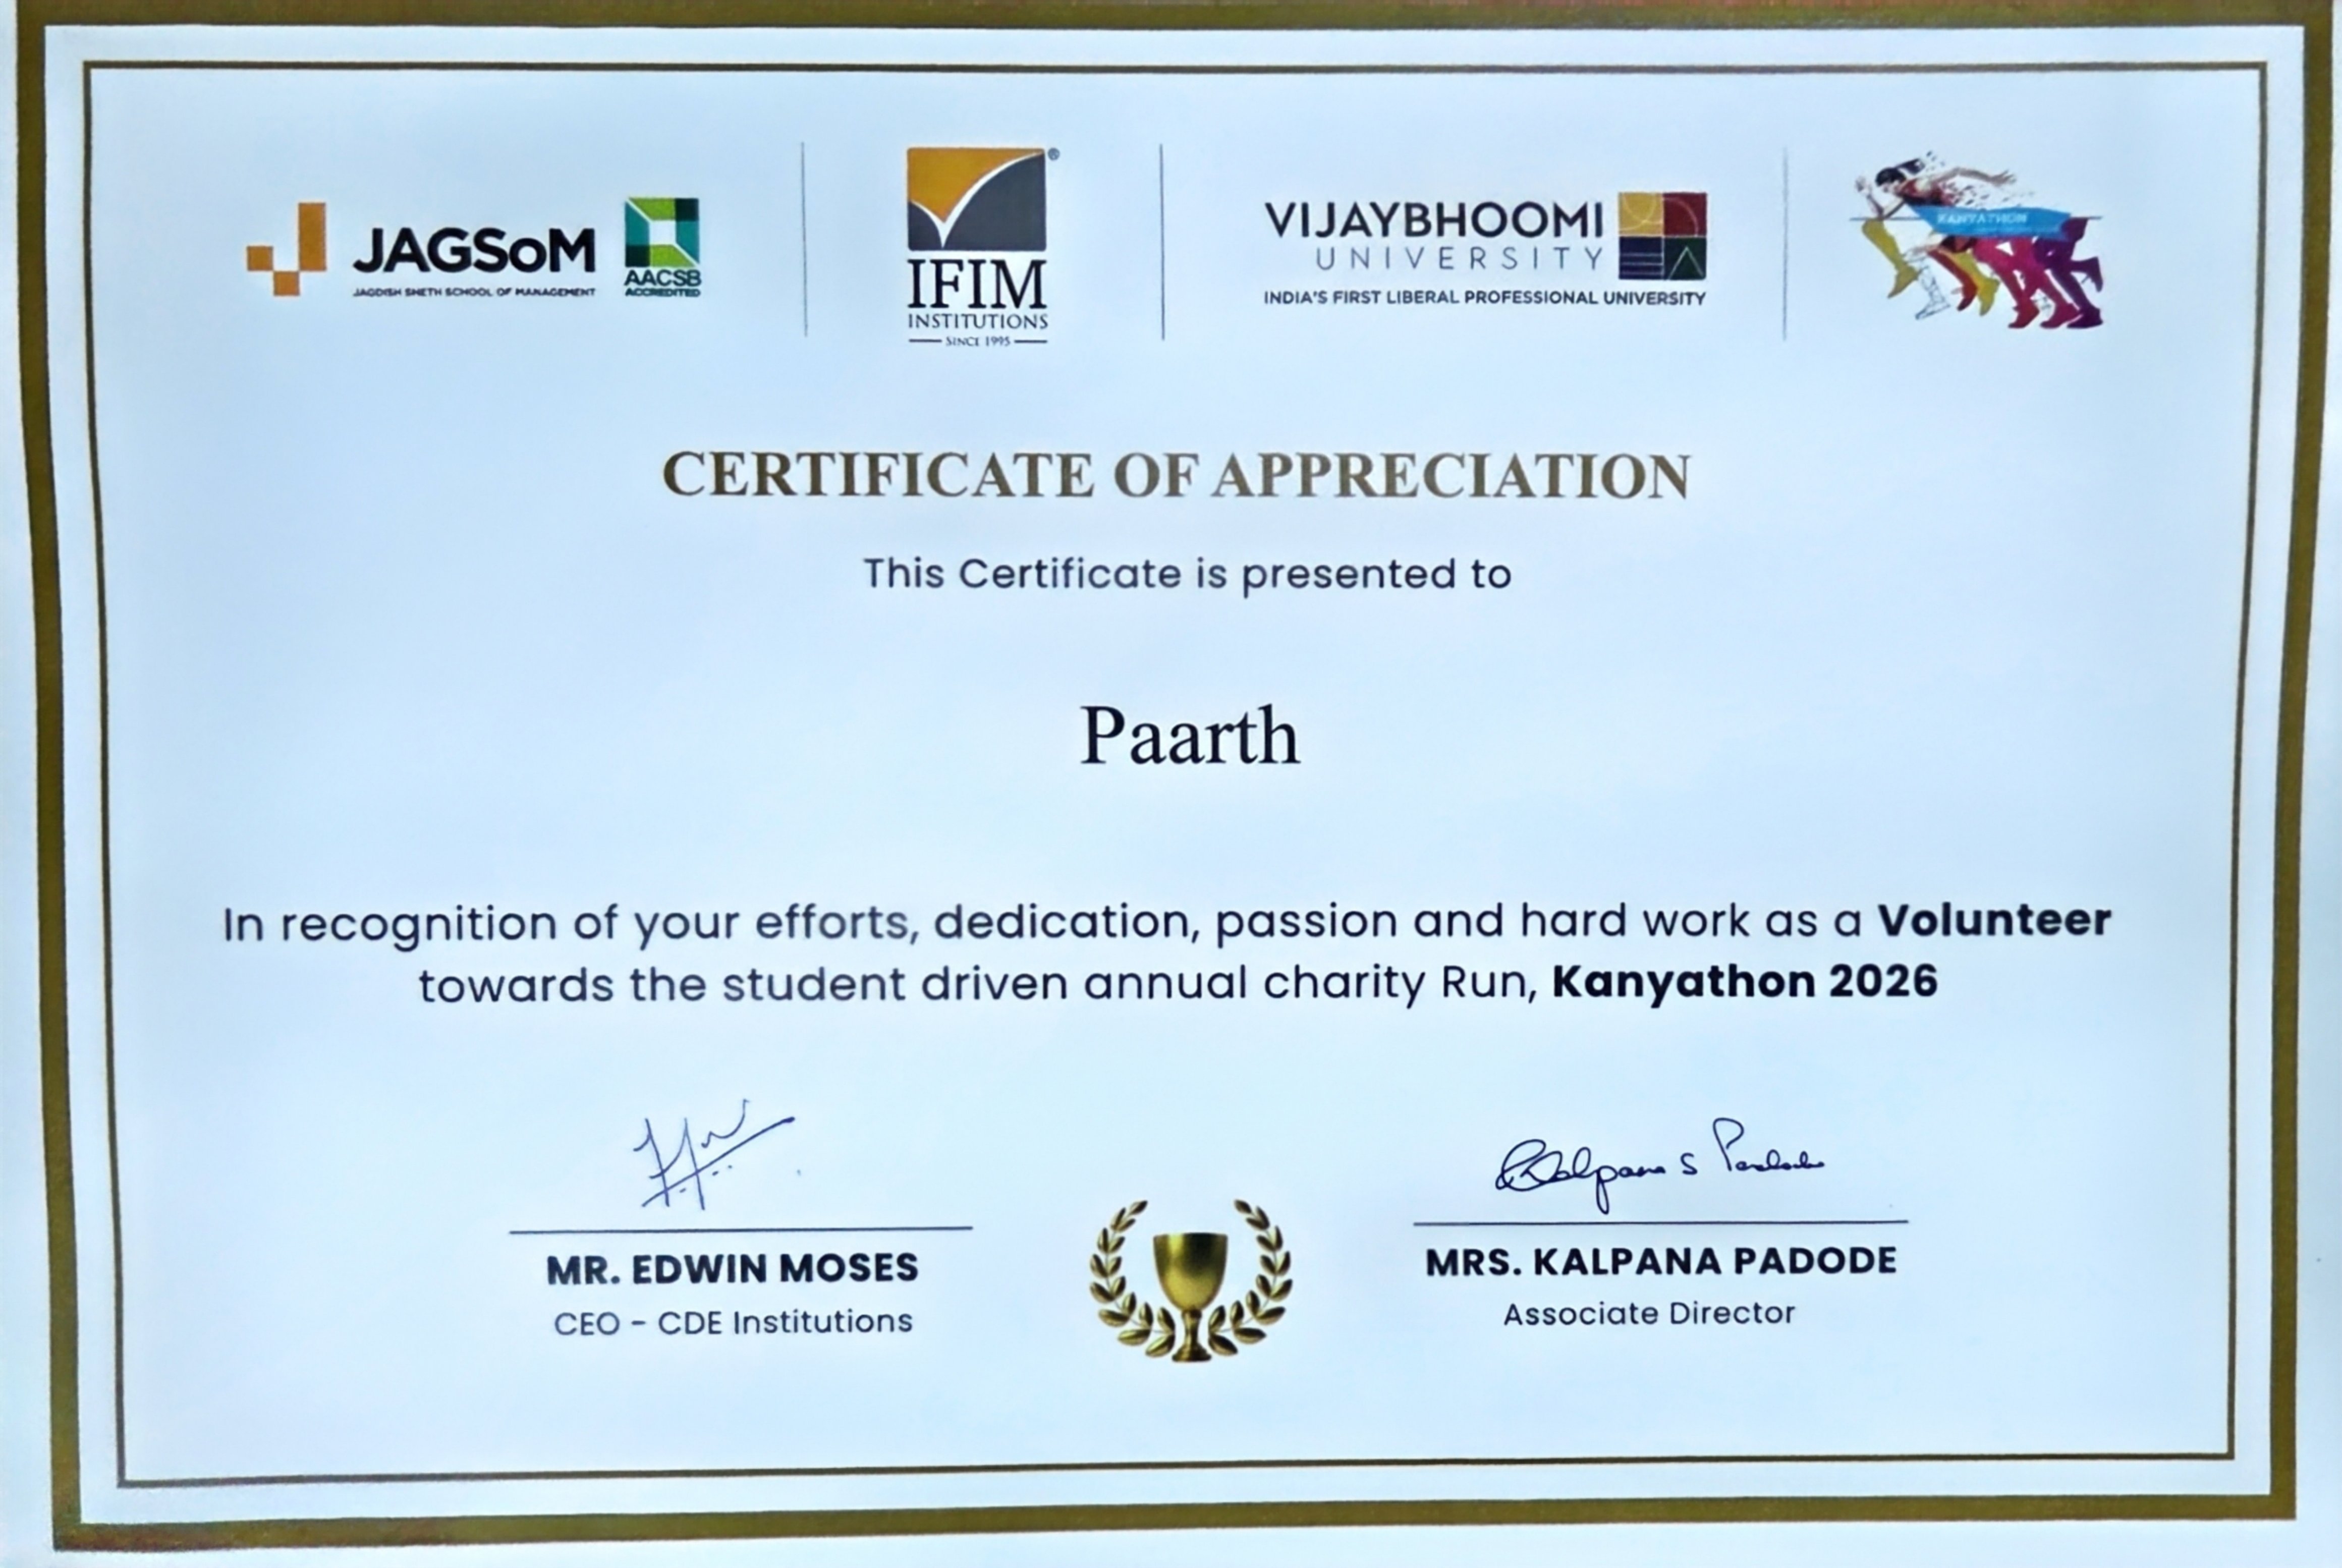 JAGSoM
JAGDISH SHETH SCHOOL OF MANAGEMENT
AACSB
ACCREDITED
®
IFIM
INSTITUTIONS
SINCE 1995
VIJAYBHOOMI
UNIVERSITY
INDIA'S FIRST LIBERAL PROFESSIONAL UNIVERSITY
KANYATHON
CERTIFICATE OF APPRECIATION
This Certificate is presented to
Paarth
In recognition of your efforts, dedication, passion and hard work as a Volunteer
towards the student driven annual charity Run, Kanyathon 2026
Kalpana S Padode
MR. EDWIN MOSES
CEO - CDE Institutions
MRS. KALPANA PADODE
Associate Director